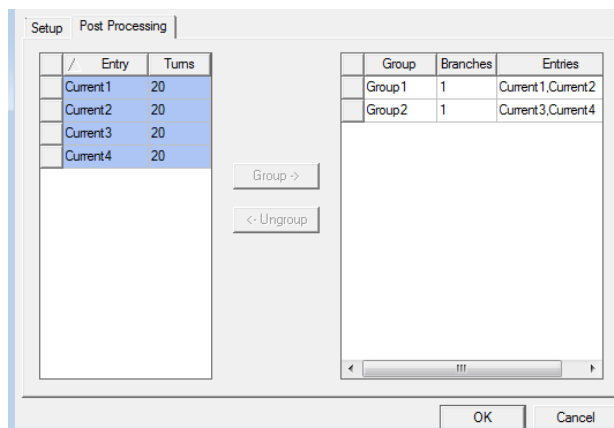 Setup Post Processing
/ Entry Turns
Current1 20
Current2 20
Current3 20
Current4 20
Group ->
<- Ungroup
Group Branches Entries
Group1 1 Current1,Current2
Group2 1 Current3,Current4
OK Cancel